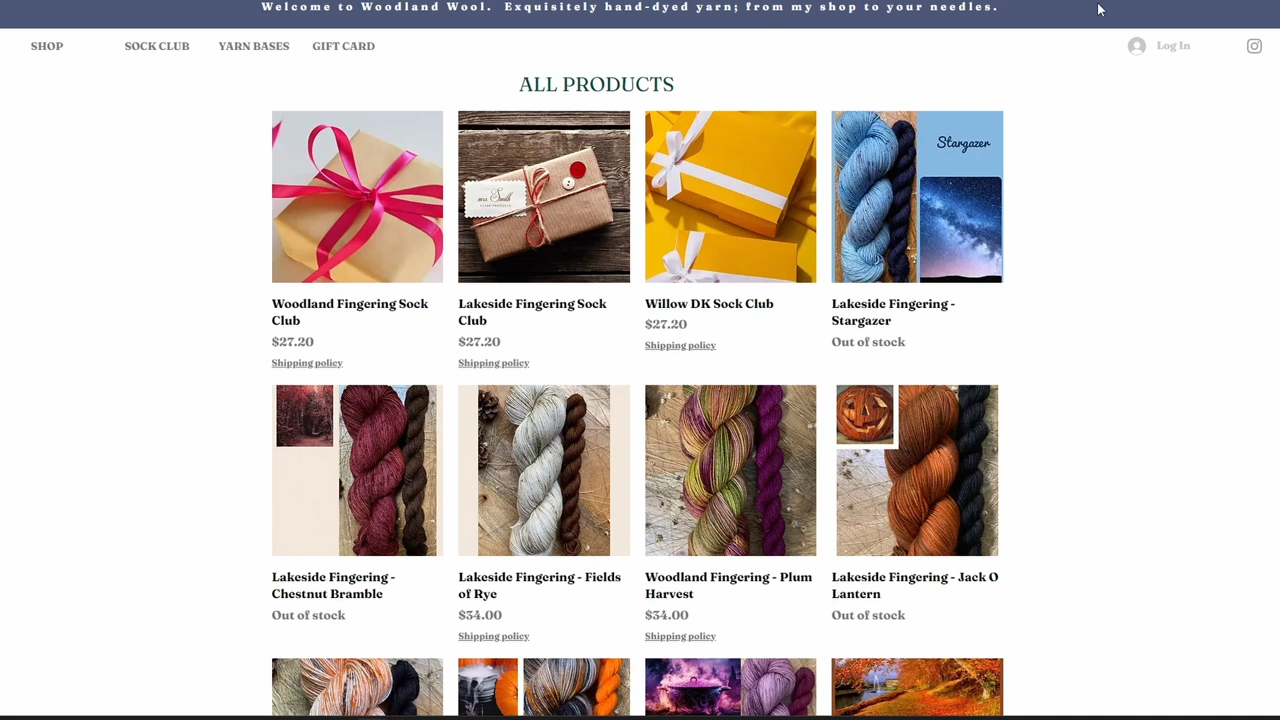 Welcome to Woodland Wool. Exquisitely hand-dyed yarn; from my shop to your needles.
SHOP SOCK CLUB YARN BASES GIFT CARD Log In
ALL PRODUCTS
Stargazer
mrs. Smith
Woodland Fingering Sock
Club
$27.20
Shipping policy
Lakeside Fingering Sock
Club
$27.20
Shipping policy
Willow DK Sock Club
$27.20
Shipping policy
Lakeside Fingering -
Stargazer
Out of stock
Lakeside Fingering -
Chestnut Bramble
Out of stock
Lakeside Fingering - Fields
of Rye
$34.00
Shipping policy
Woodland Fingering - Plum
Harvest
$34.00
Shipping policy
Lakeside Fingering - Jack O
Lantern
Out of stock